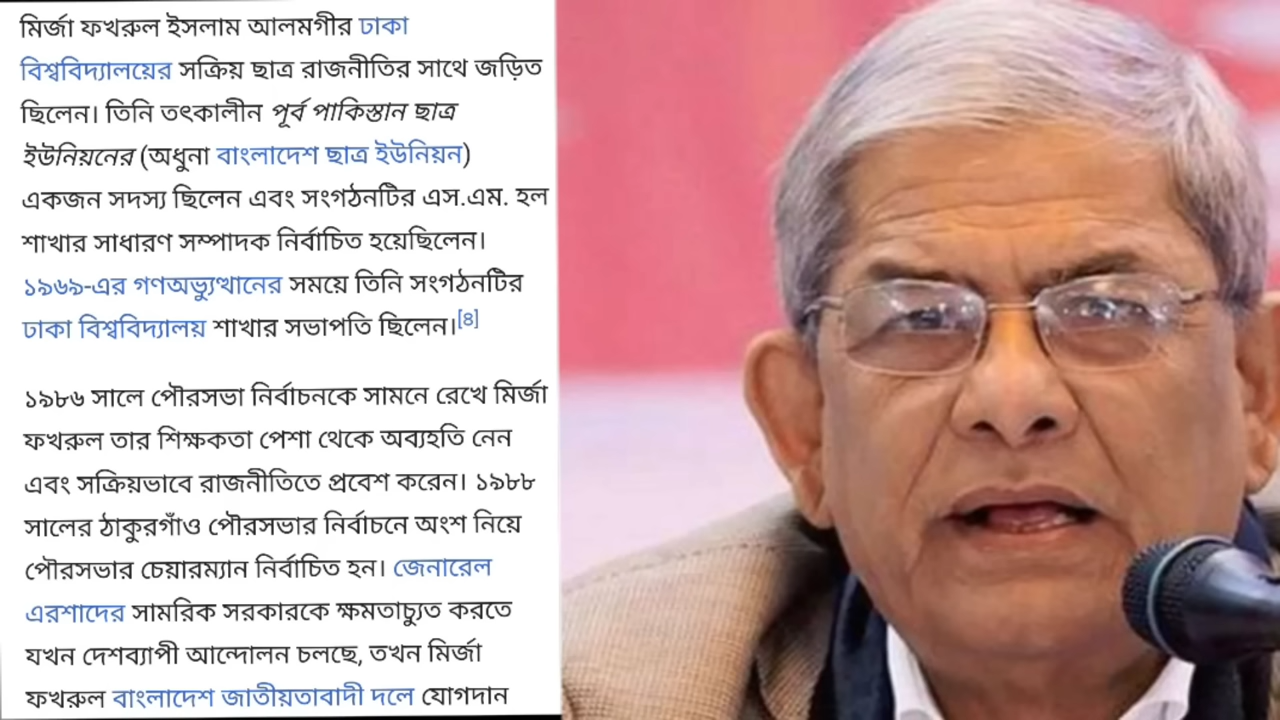 মির্জা ফখরুল ইসলাম আলমগীর ঢাকা
বিশ্ববিদ্যালয়ের সক্রিয় ছাত্র রাজনীতির সাথে জড়িত
ছিলেন। তিনি তৎকালীন পূর্ব পাকিস্তান ছাত্র
ইউনিয়নের (অধুনা বাংলাদেশ ছাত্র ইউনিয়ন)
একজন সদস্য ছিলেন এবং সংগঠনটির এস.এম. হল
শাখার সাধারণ সম্পাদক নির্বাচিত হয়েছিলেন।
১৯৬৯-এর গণঅভ্যুত্থানের সময়ে তিনি সংগঠনটির
ঢাকা বিশ্ববিদ্যালয় শাখার সভাপতি ছিলেন।[৪]
১৯৮৬ সালে পৌরসভা নির্বাচনকে সামনে রেখে মির্জা
ফখরুল তার শিক্ষকতা পেশা থেকে অব্যহতি নেন
এবং সক্রিয়ভাবে রাজনীতিতে প্রবেশ করেন। ১৯৮৮
সালের ঠাকুরগাঁও পৌরসভার নির্বাচনে অংশ নিয়ে
পৌরসভার চেয়ারম্যান নির্বাচিত হন। জেনারেল
এরশাদের সামরিক সরকারকে ক্ষমতাচ্যুত করতে
যখন দেশব্যাপী আন্দোলন চলছে, তখন মির্জা
ফখরুল বাংলাদেশ জাতীয়তাবাদী দলে যোগদান